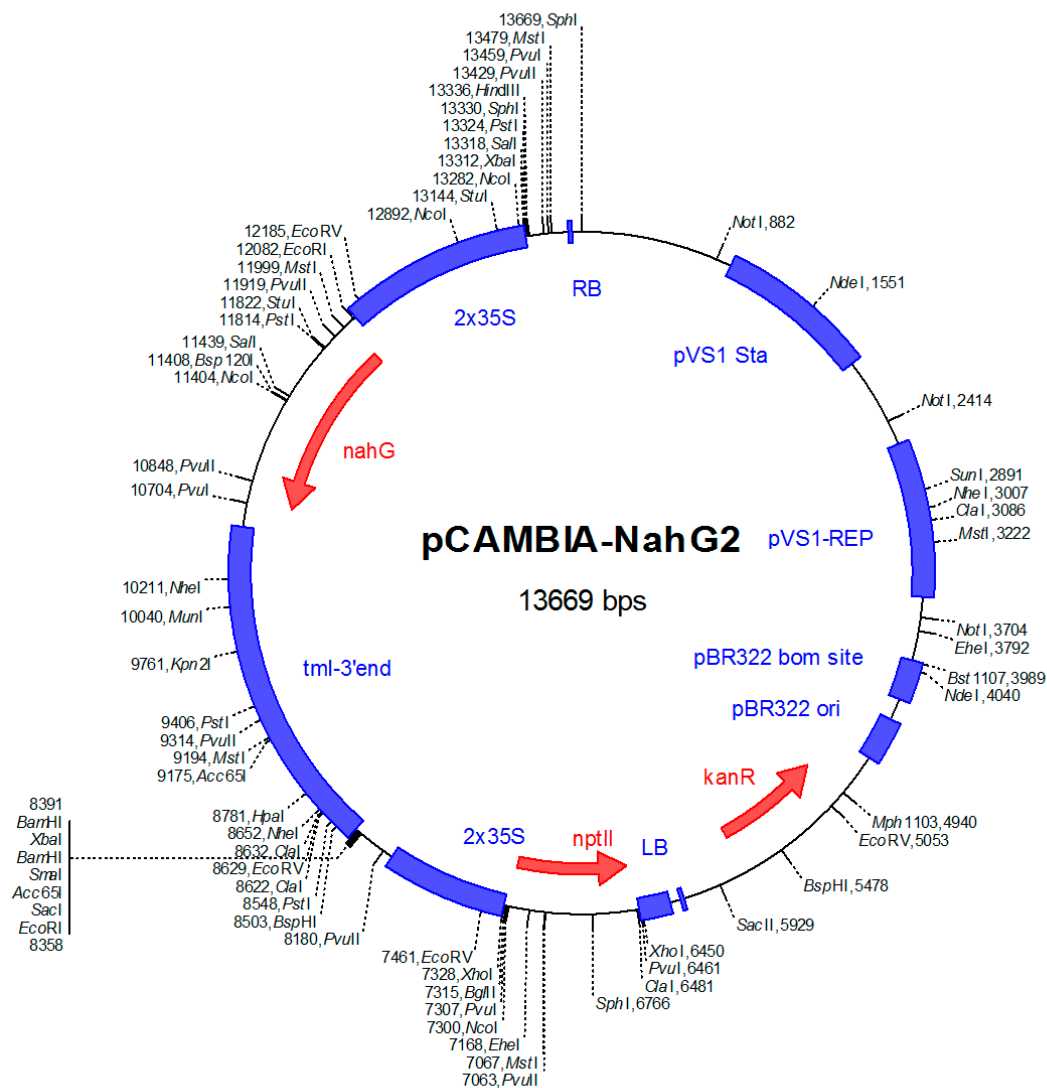 13669, SphI
13479, MstI
13459, PvuI
13429, PvuII
13336, HindIII
13330, SphI
13324, PstI
13318, SalI
13312, XbaI
13282, NcoI
13144, StuI
12892, NcoI
12185, EcoRV
12082, EcoRI
11999, MstI
11919, PvuII
11822, StuI
11814, PstI
11439, SalI
11408, Bsp120I
11404, NcoI
10848, PvuII
10704, PvuI
10211, NheI
10040, MunI
9761, Kpn2I
9406, PstI
9314, PvuII
9194, MstI
9175, Acc65I
8781, HpaI
8652, NheI
8632, ClaI
8629, EcoRV
8622, ClaI
8548, PstI
8503, BspHI
8180, PvuII
8391
BamHI
XbaI
BamHI
SmaI
Acc65I
SacI
EcoRI
8358
7461, EcoRV
7328, XhoI
7315, BglII
7307, PvuI
7300, NcoI
7168, EheI
7067, MstI
7063, PvuII
SphI, 6766
XhoI, 6450
PvuI, 6461
ClaI, 6481
SacII, 5929
BspHI, 5478
EcoRV, 5053
Mph1103, 4940
NdeI, 4040
Bst1107, 3989
EheI, 3792
NotI, 3704
MstI, 3222
ClaI, 3086
NheI, 3007
SunI, 2891
NotI, 2414
NdeI, 1551
NotI, 882
2x35S
RB
pVS1 Sta
nahG
pCAMBIA-NahG2
13669 bps
pVS1-REP
tml-3'end
pBR322 bom site
pBR322 ori
kanR
2x35S
nptII
LB